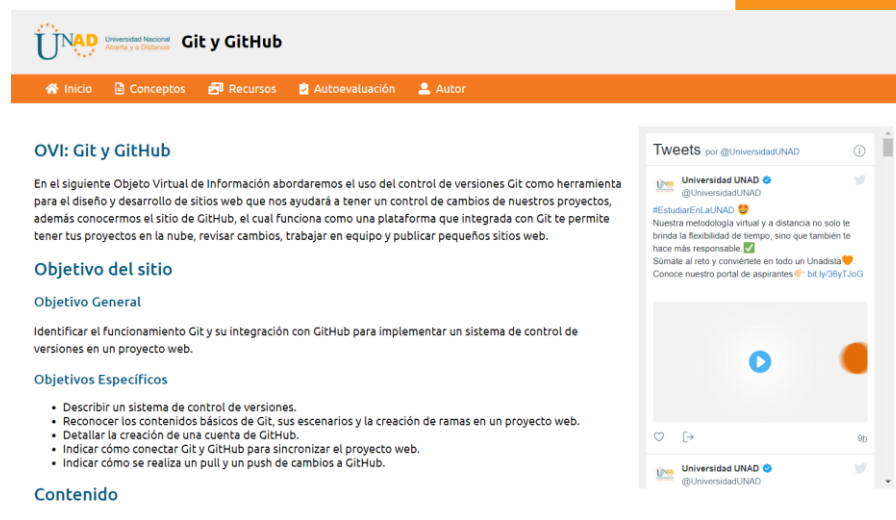 UNAD Universidad Nacional
Abierta y a Distancia
Git y GitHub
Inicio Conceptos Recursos Autoevaluación Autor
OVI: Git y GitHub
En el siguiente Objeto Virtual de Información abordaremos el uso del control de versiones Git como herramienta
para el diseño y desarrollo de sitios web que nos ayudará a tener un control de cambios de nuestros proyectos,
además conocermos el sitio de GitHub, el cual funciona como una plataforma que integrada con Git te permite
tener tus proyectos en la nube, revisar cambios, trabajar en equipo y publicar pequeños sitios web.
Objetivo del sitio
Objetivo General
Identificar el funcionamiento Git y su integración con GitHub para implementar un sistema de control de
versiones en un proyecto web.
Objetivos Específicos
• Describir un sistema de control de versiones.
• Reconocer los contenidos básicos de Git, sus escenarios y la creación de ramas en un proyecto web.
• Detallar la creación de una cuenta de GitHub.
• Indicar cómo conectar Git y GitHub para sincronizar el proyecto web.
• Indicar cómo se realiza un pull y un push de cambios a GitHub.
Contenido
Tweets por @UniversidadUNAD
Universidad UNAD
@UniversidadUNAD
#EstudiarEnLaUNAD 🤩
Nuestra metodología virtual y a distancia no solo te
brinda la flexibilidad de tiempo, sino que también te
hace más responsable.✅
Súmate al reto y conviértete en todo un Unadista🧡.
Conoce nuestro portal de aspirantes👉 bit.ly/36yTJoG
9h
Universidad UNAD
@UniversidadUNAD